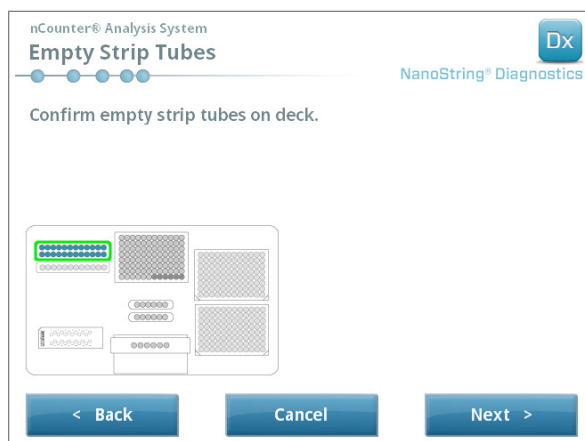 nCounter® Analysis System
Empty Strip Tubes
Dx
NanoString® Diagnostics
Confirm empty strip tubes on deck.
< Back
Cancel
Next >